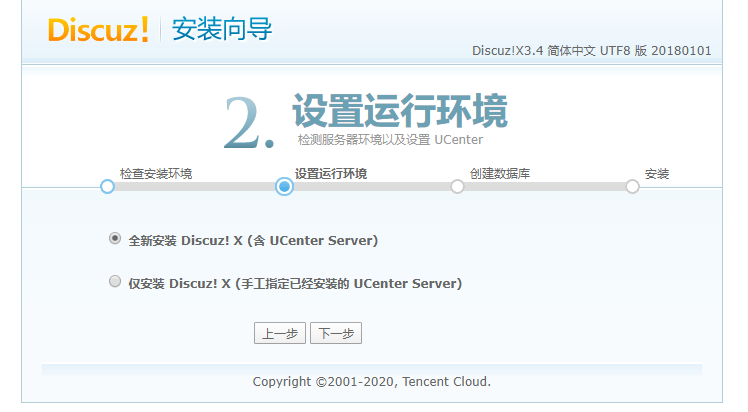 Discuz! 安装向导
Discuz!X3.4 简体中文 UTF8 版 20180101
2. 设置运行环境
检测服务器环境以及设置 UCenter
检查安装环境 设置运行环境 创建数据库 安装
全新安装 Discuz! X (含 UCenter Server)
仅安装 Discuz! X (手工指定已经安装的 UCenter Server)
上一步 下一步
Copyright ©2001-2020, Tencent Cloud.